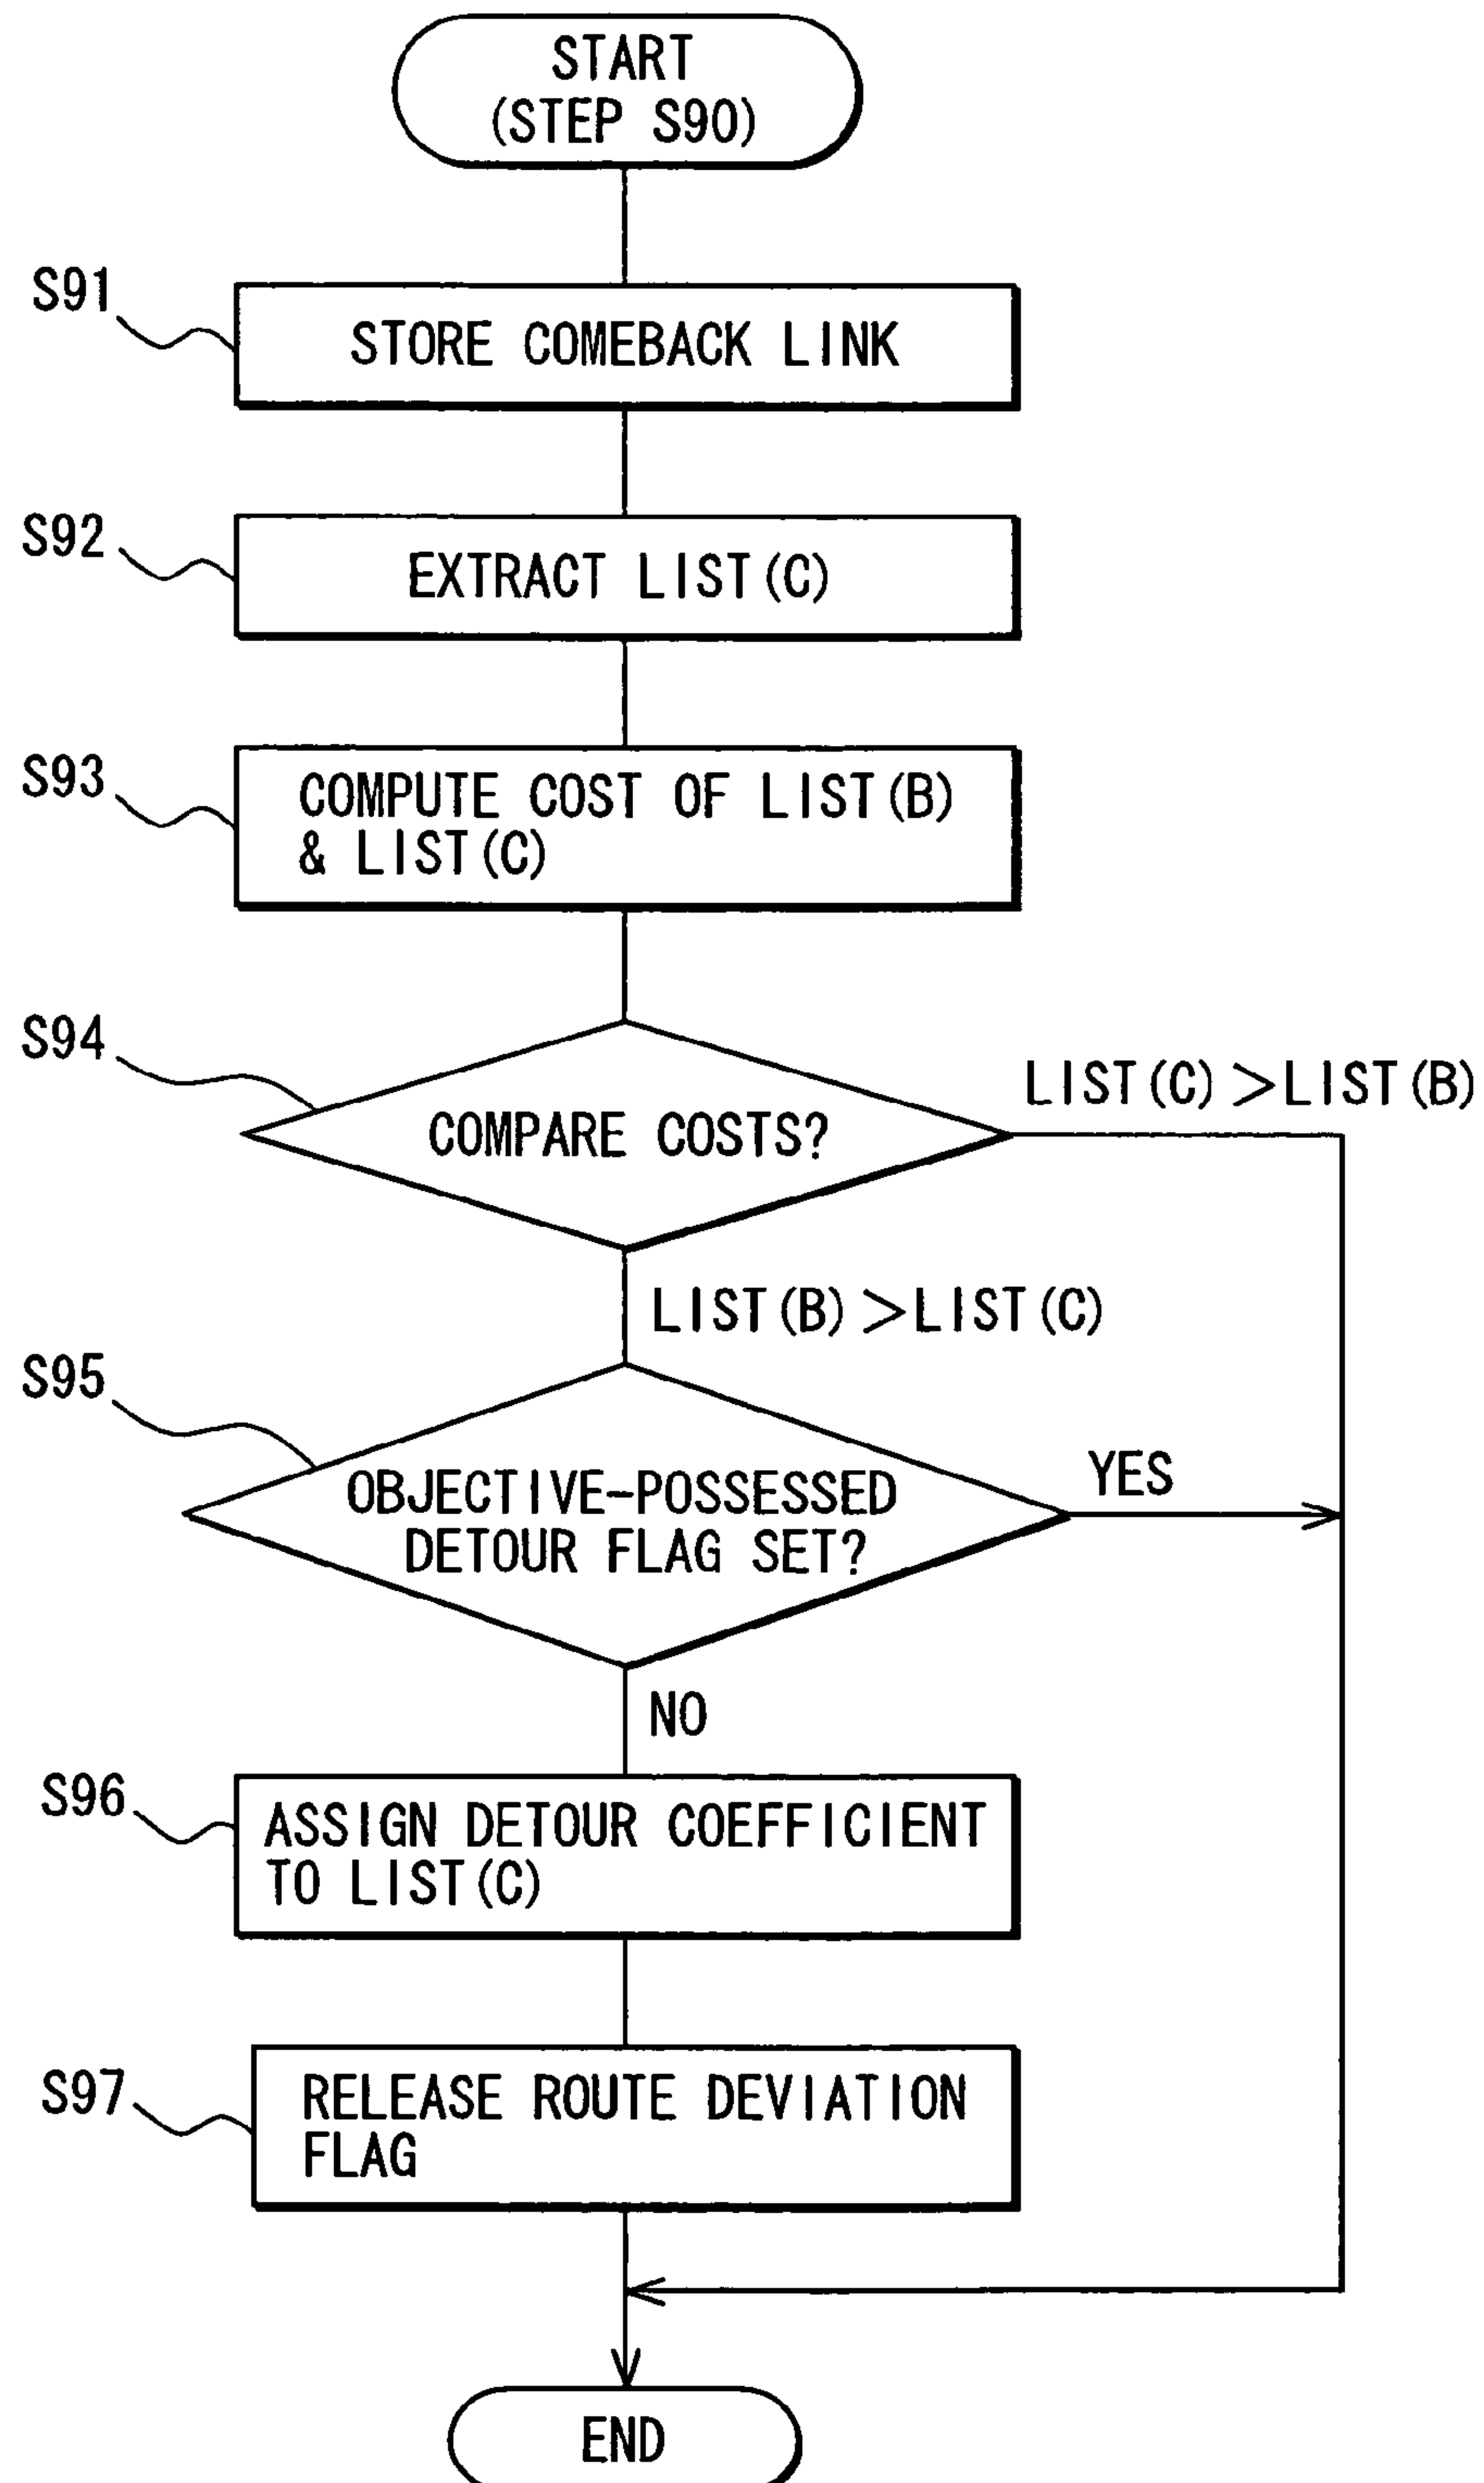 START
(STEP S90)
S91
STORE COMEBACK LINK
S92
EXTRACT LIST(C)
S93
COMPUTE COST OF LIST(B)
& LIST(C)
S94
COMPARE COSTS?
LIST(C)>LIST(B)
LIST(B)>LIST(C)
S95
OBJECTIVE-POSSESSED
DETOUR FLAG SET?
YES
NO
S96
ASSIGN DETOUR COEFFICIENT
TO LIST(C)
S97
RELEASE ROUTE DEVIATION
FLAG
END